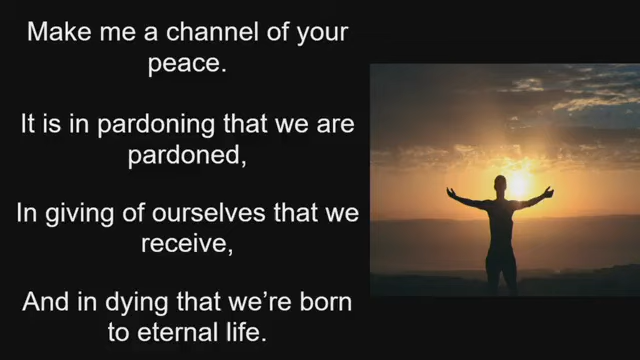 Make me a channel of your
peace.
It is in pardoning that we are
pardoned,
In giving of ourselves that we
receive,
And in dying that we’re born
to eternal life.